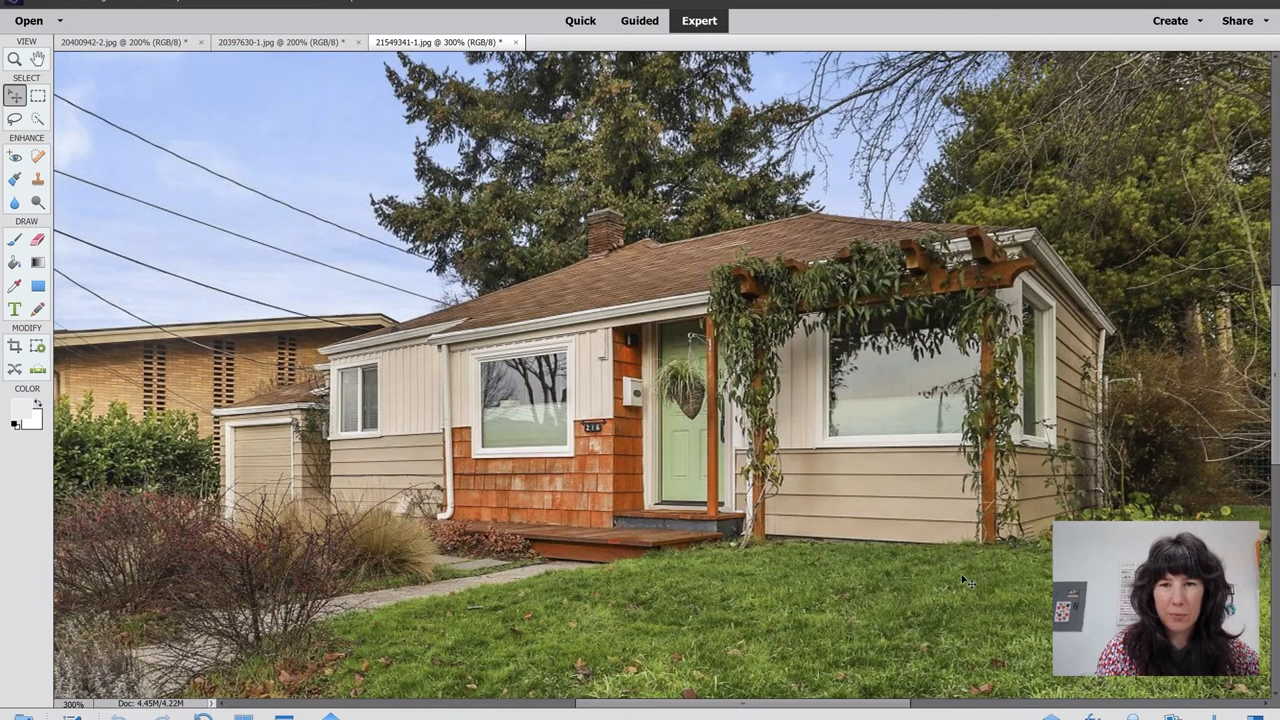 Open
Quick
Guided
Expert
Create
Share
VIEW
20400942-2.jpg @ 200% (RGB/8) *
20397630-1.jpg @ 200% (RGB/8) *
21549341-1.jpg @ 300% (RGB/8) *
SELECT
ENHANCE
DRAW
T
MODIFY
COLOR
216
300%
Doc: 4.45M/4.22M